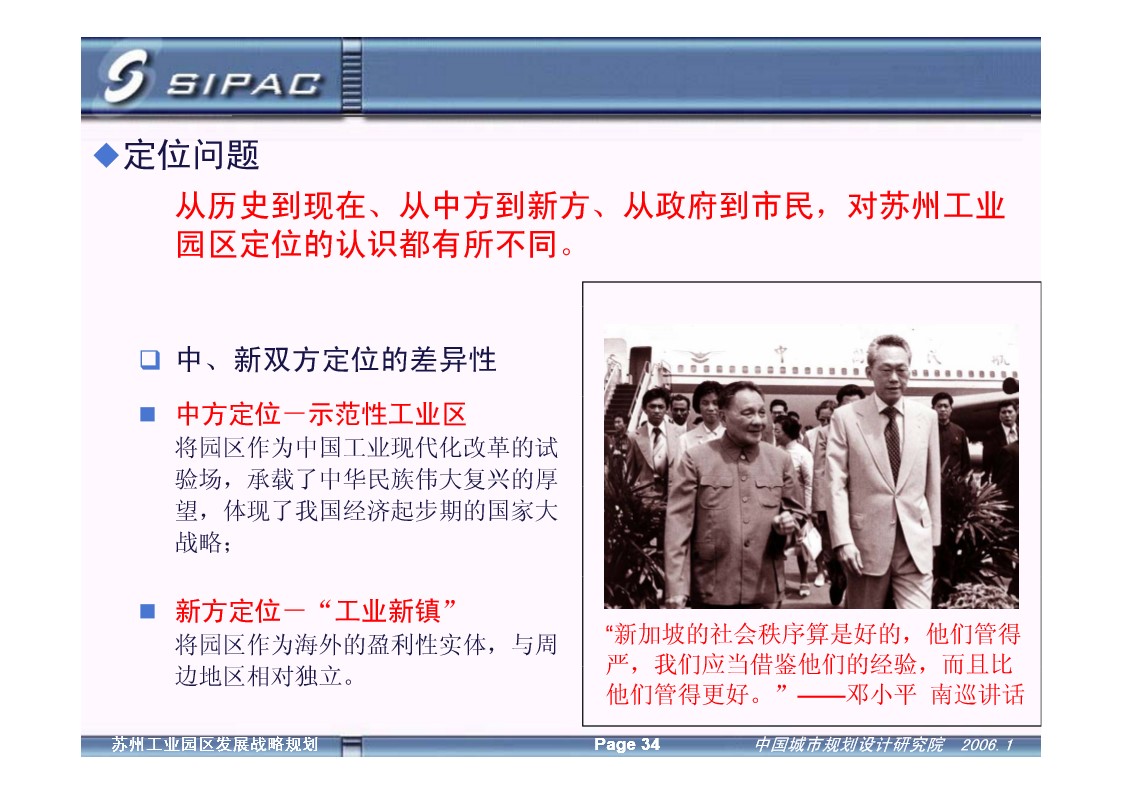 SIPAC
定位问题
从历史到现在、从中方到新方、从政府到市民，对苏州工业
园区定位的认识都有所不同。
中、新双方定位的差异性
中方定位－示范性工业区
将园区作为中国工业现代化改革的试
验场，承载了中华民族伟大复兴的厚
望，体现了我国经济起步期的国家大
战略；
新方定位－“工业新镇”
将园区作为海外的盈利性实体，与周
边地区相对独立。
中 民 航
“新加坡的社会秩序算是好的，他们管得
严，我们应当借鉴他们的经验，而且比
他们管得更好。”——邓小平 南巡讲话
苏州工业园区发展战略规划 Page 34 中国城市规划设计研究院 2006.1